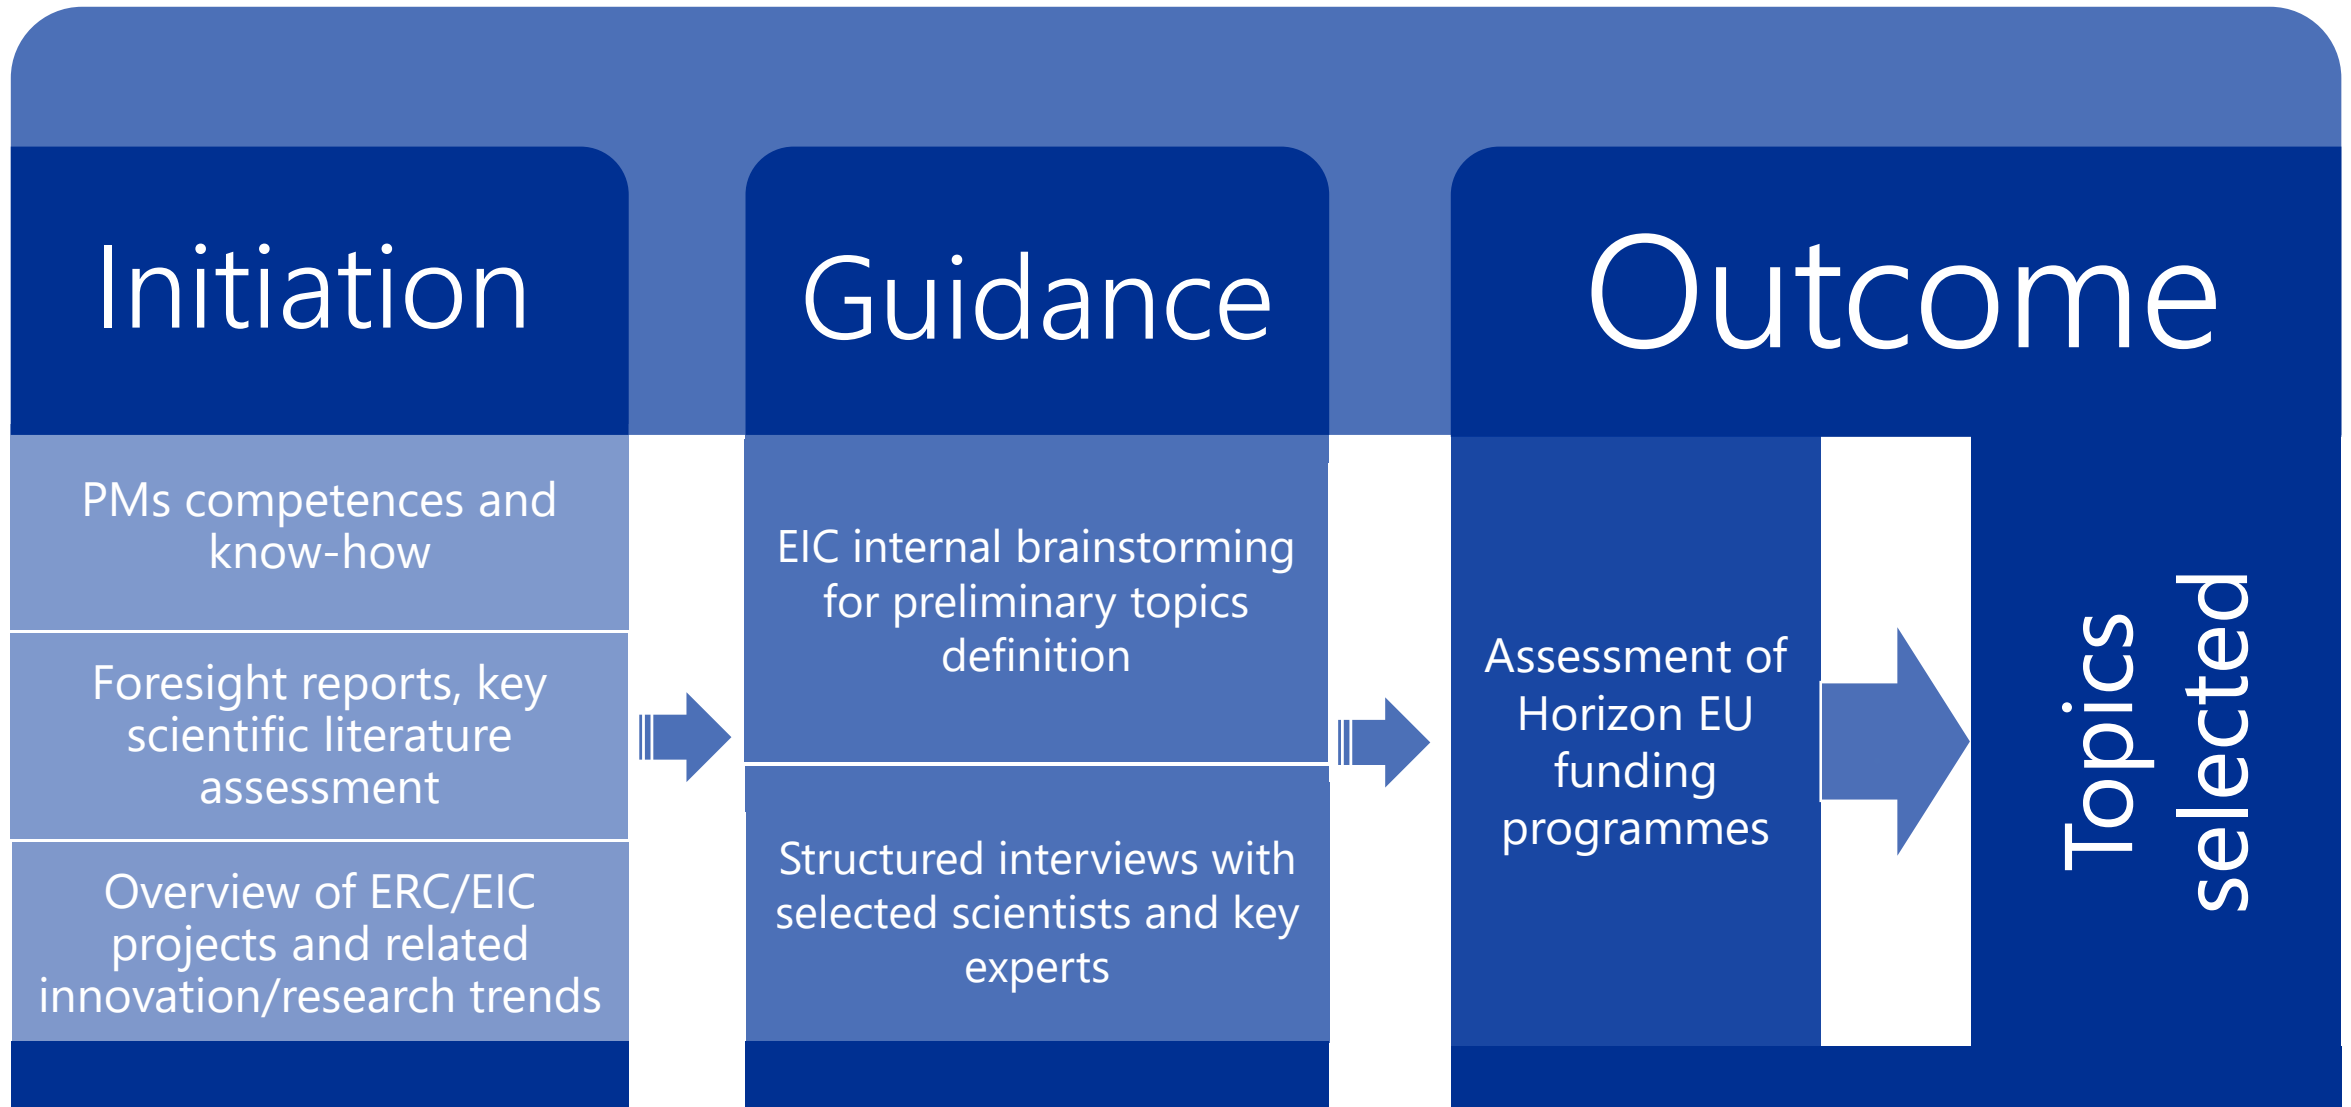 Initiation
PMs competences and
know-how
Foresight reports, key
scientific literature
assessment
Overview of ERC/EIC
projects and related
innovation/research trends
Guidance
EIC internal brainstorming
for preliminary topics
definition
Structured interviews with
selected scientists and key
experts
Outcome
Assessment of
Horizon EU
funding
programmes
Topics
selected